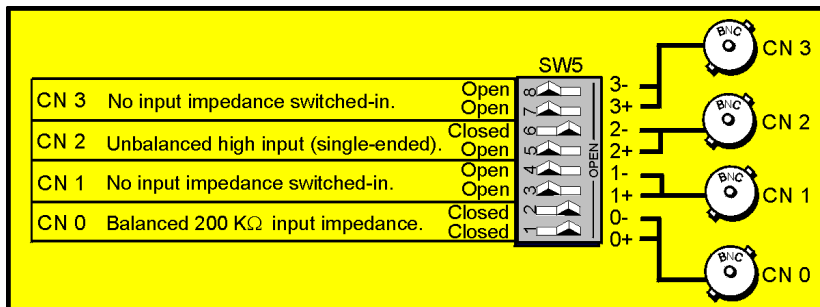 SW5
CN 3 No input impedance switched-in.
Open
Open
CN 2 Unbalanced high input (single-ended).
Closed
Open
CN 1 No input impedance switched-in.
Open
Open
CN 0 Balanced 200 KΩ input impedance.
Closed
Closed
8
7
6
5
4
3
2
1
OPEN
3-
3+
2-
2+
1-
1+
0-
0+
BNC
CN 3
BNC
CN 2
BNC
CN 1
BNC
CN 0